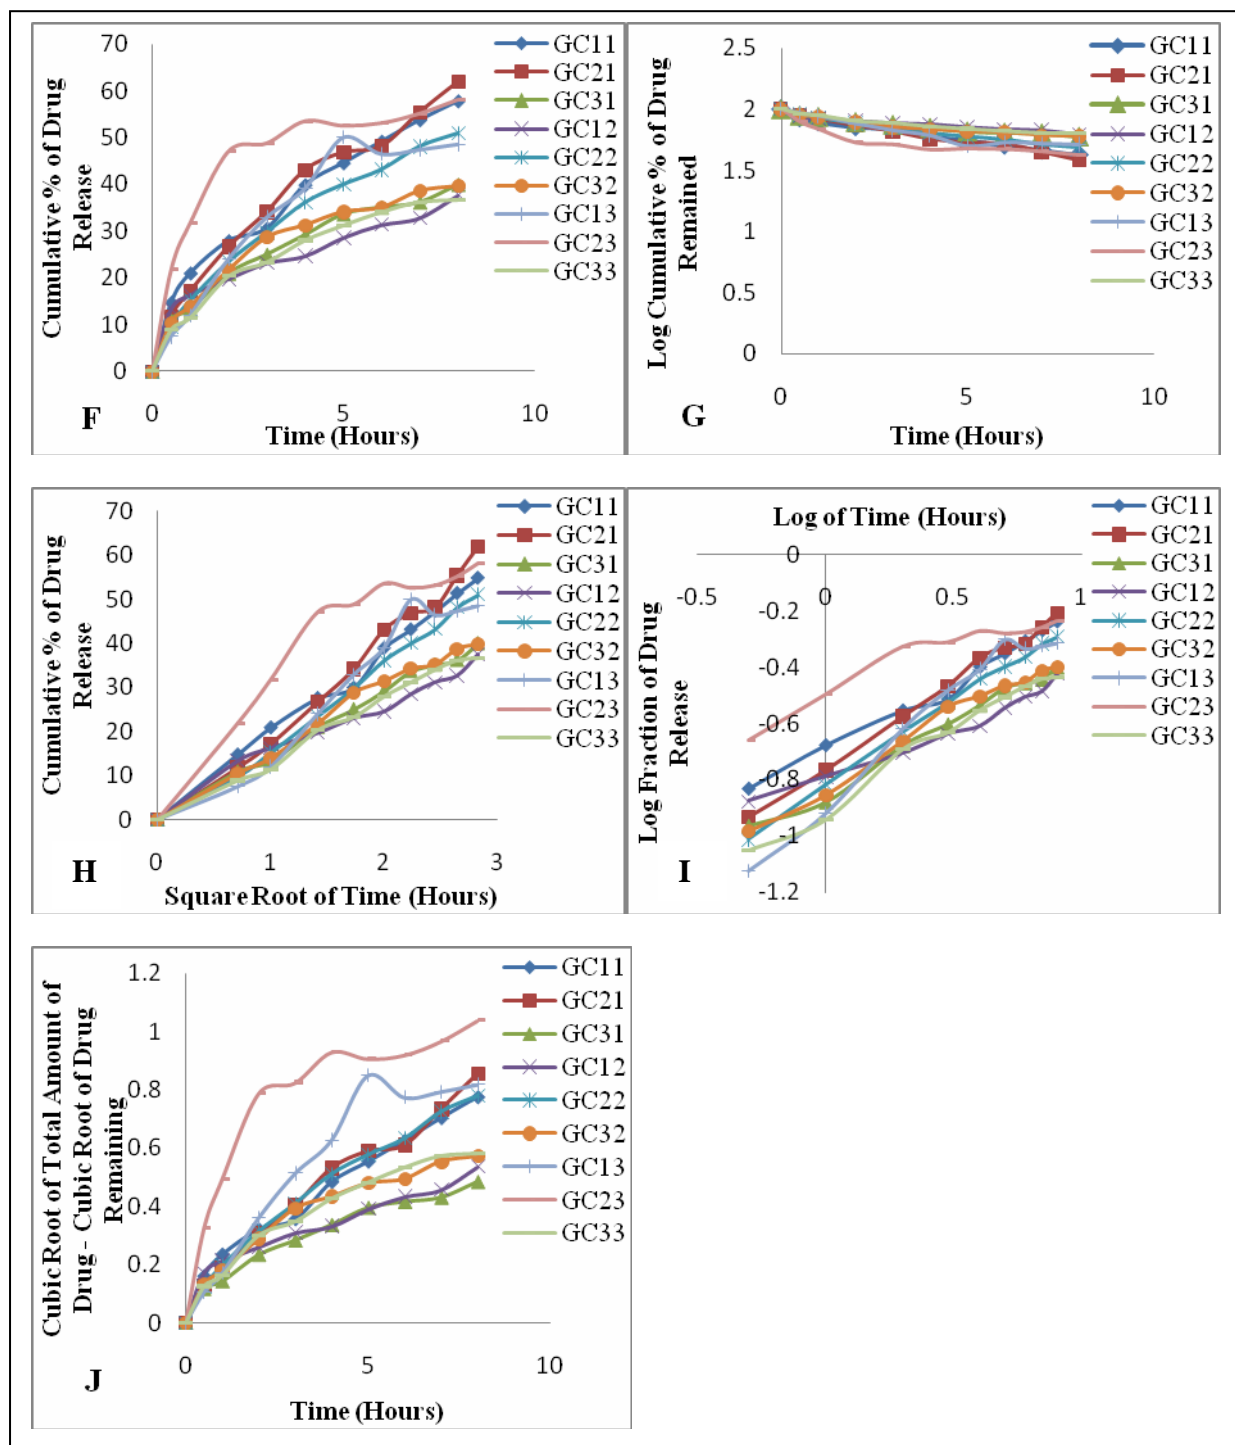 Cumulative % of Drug
Release
70
60
50
40
30
20
10
0
0
5
10
Time (Hours)
F
GC11
GC21
GC31
GC12
GC22
GC32
GC13
GC23
GC33
Log Cumulative % of Drug
Remained
2.5
2
1.5
1
0.5
0
0
5
10
Time (Hours)
G
GC11
GC21
GC31
GC12
GC22
GC32
GC13
GC23
GC33
Cumulative % of Drug
Release
70
60
50
40
30
20
10
0
0
1
2
3
Square Root of Time (Hours)
H
GC11
GC21
GC31
GC12
GC22
GC32
GC13
GC23
GC33
Log of Time (Hours)
Log Fraction of Drug
Release
0
-0.5
0
0.5
1
-0.2
-0.4
-0.6
-0.8
-1
-1.2
I
GC11
GC21
GC31
GC12
GC22
GC32
GC13
GC23
GC33
Cubic Root of Total Amount of
Drug - Cubic Root of Drug
Remaining
1.2
1
0.8
0.6
0.4
0.2
0
0
5
10
Time (Hours)
J
GC11
GC21
GC31
GC12
GC22
GC32
GC13
GC23
GC33